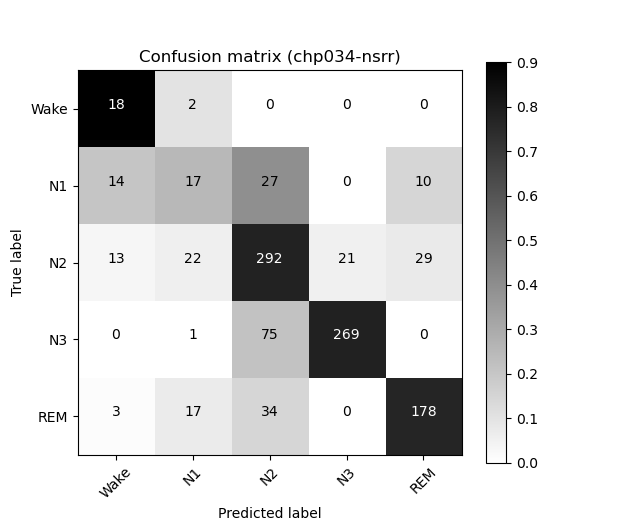 Confusion matrix (chp034-nsrr)
Wake 18 2 0 0 0
N1 14 17 27 0 10
N2 13 22 292 21 29
N3 0 1 75 269 0
REM 3 17 34 0 178
Wake N1 N2 N3 REM
Predicted label
True label
0.9
0.8
0.7
0.6
0.5
0.4
0.3
0.2
0.1
0.0